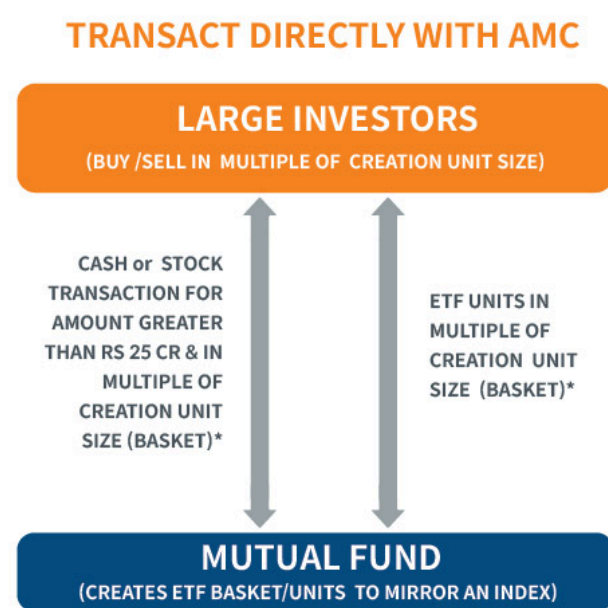 TRANSACT DIRECTLY WITH AMC
LARGE INVESTORS
(BUY /SELL IN MULTIPLE OF CREATION UNIT SIZE)
CASH or STOCK
TRANSACTION FOR
AMOUNT GREATER
THAN RS 25 CR & IN
MULTIPLE OF
CREATION UNIT
SIZE (BASKET)*
ETF UNITS IN
MULTIPLE OF
CREATION UNIT
SIZE (BASKET)*
MUTUAL FUND
(CREATES ETF BASKET/UNITS TO MIRROR AN INDEX)